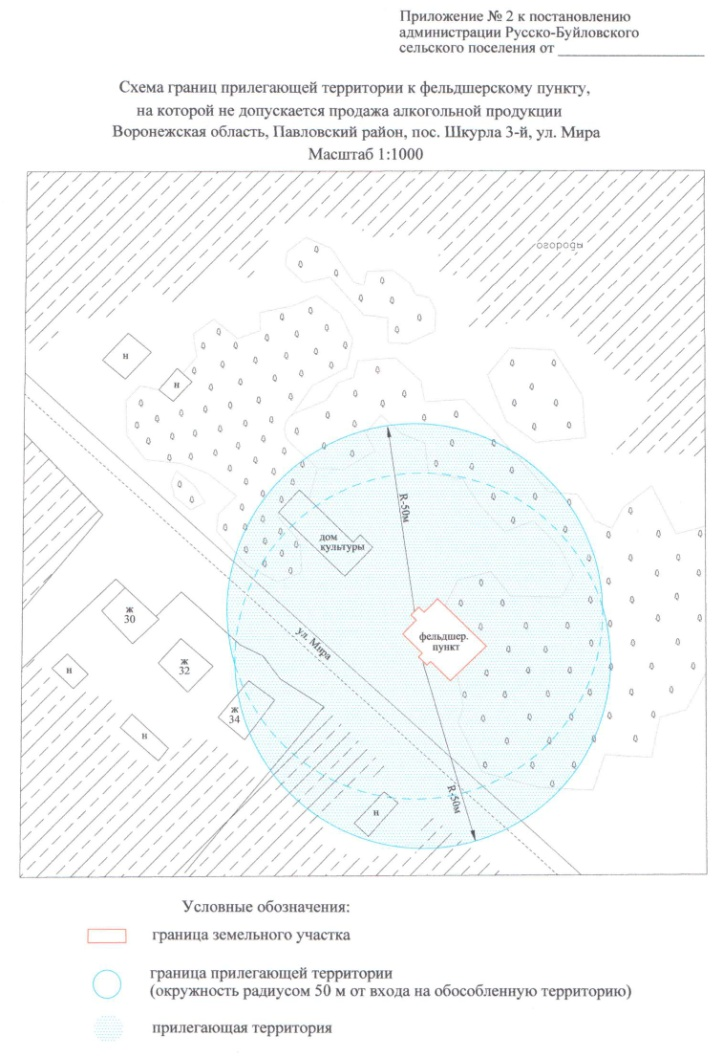 Приложение № 2 к постановлению
администрации Русско-Буйловского
сельского поселения от
Схема границ прилегающей территории к фельдшерскому пункту,
на которой не допускается продажа алкогольной продукции
Воронежская область, Павловский район, пос. Шкурла 3-й, ул. Мира
Масштаб 1:1000
огороды
н
н
R-50м
дом
культуры
ж
30
фельдшер.
пункт
ул. Мира
ж
32
н
ж
34
н
R-50м
н
Условные обозначения:
граница земельного участка
граница прилегающей территории
(окружность радиусом 50 м от входа на обособленную территорию)
прилегающая территория